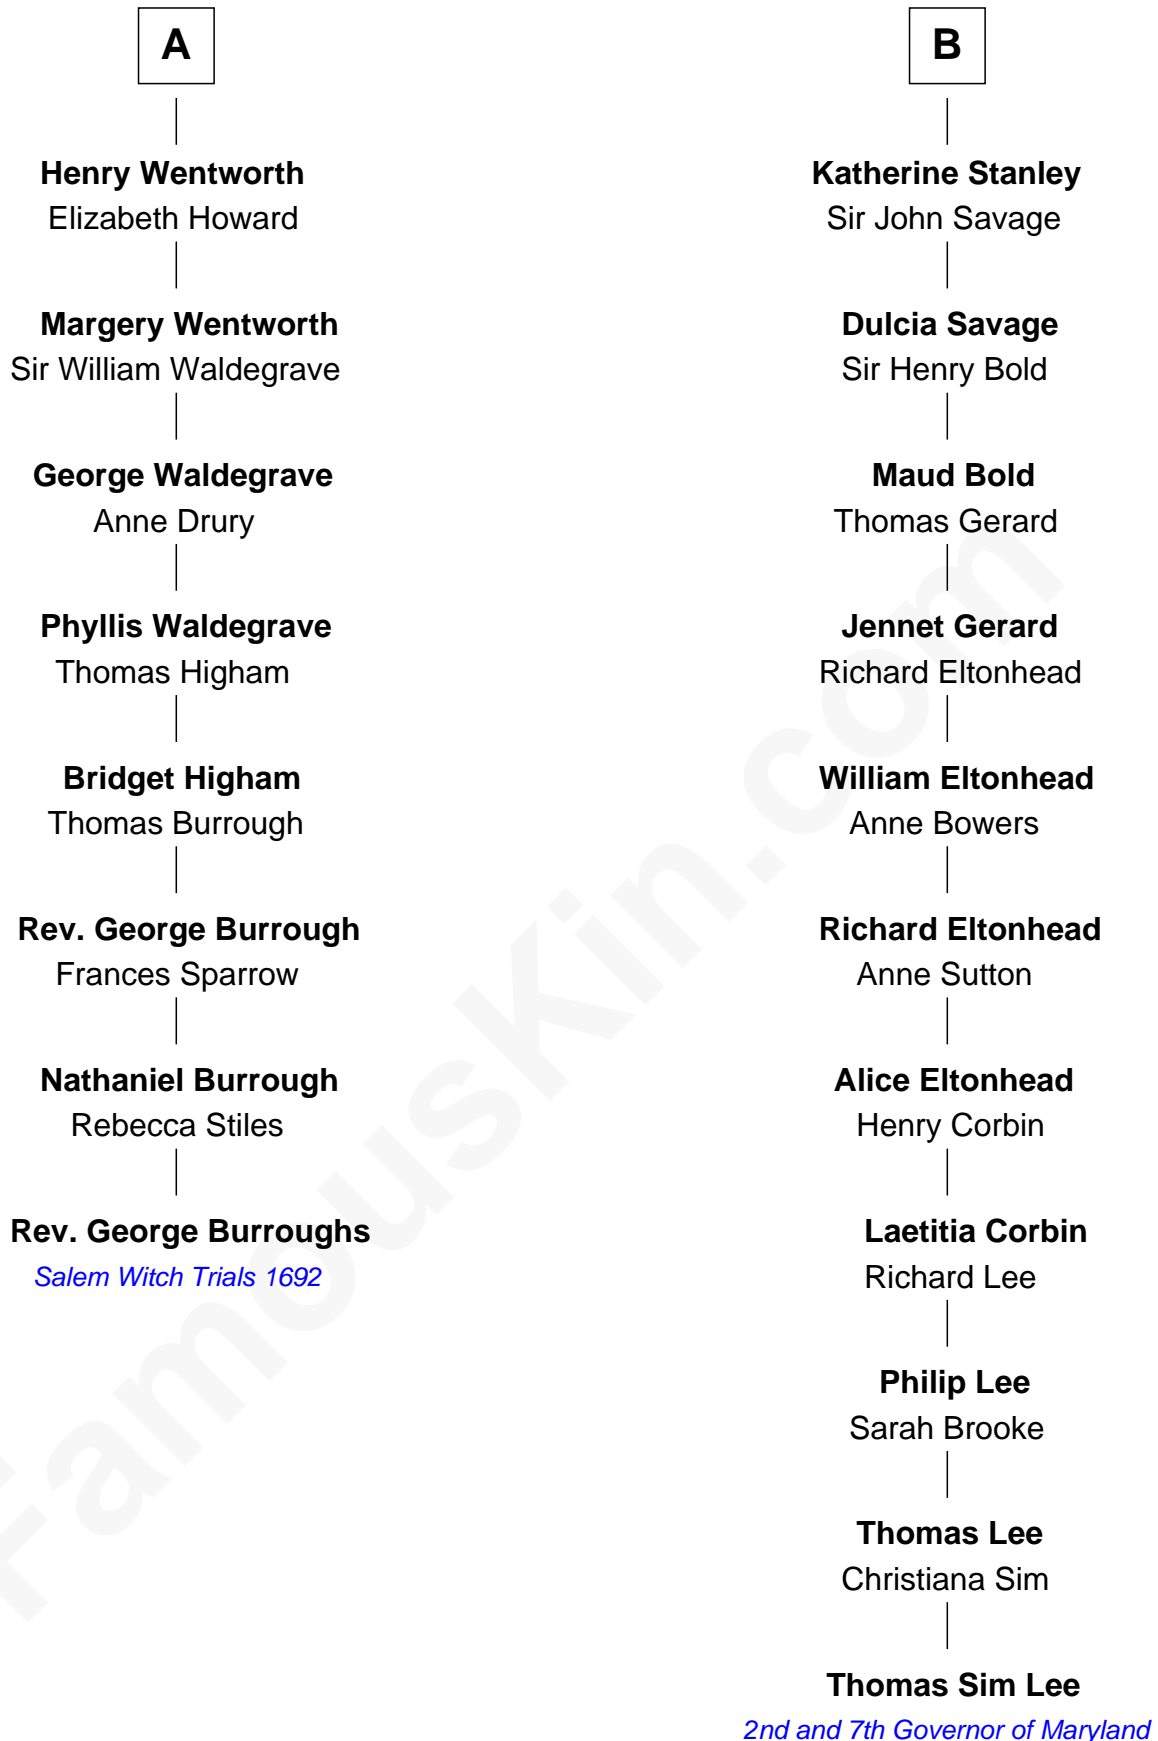 A
Henry Wentworth
Elizabeth Howard
Margery Wentworth
Sir William Waldegrave
George Waldegrave
Anne Drury
Phyllis Waldegrave
Thomas Higham
Bridget Higham
Thomas Burrough
Rev. George Burrough
Frances Sparrow
Nathaniel Burrough
Rebecca Stiles
Rev. George Burroughs
Salem Witch Trials 1692
B
Katherine Stanley
Sir John Savage
Dulcia Savage
Sir Henry Bold
Maud Bold
Thomas Gerard
Jennet Gerard
Richard Eltonhead
William Eltonhead
Anne Bowers
Richard Eltonhead
Anne Sutton
Alice Eltonhead
Henry Corbin
Laetitia Corbin
Richard Lee
Philip Lee
Sarah Brooke
Thomas Lee
Christiana Sim
Thomas Sim Lee
2nd and 7th Governor of Maryland
FamousKin.com